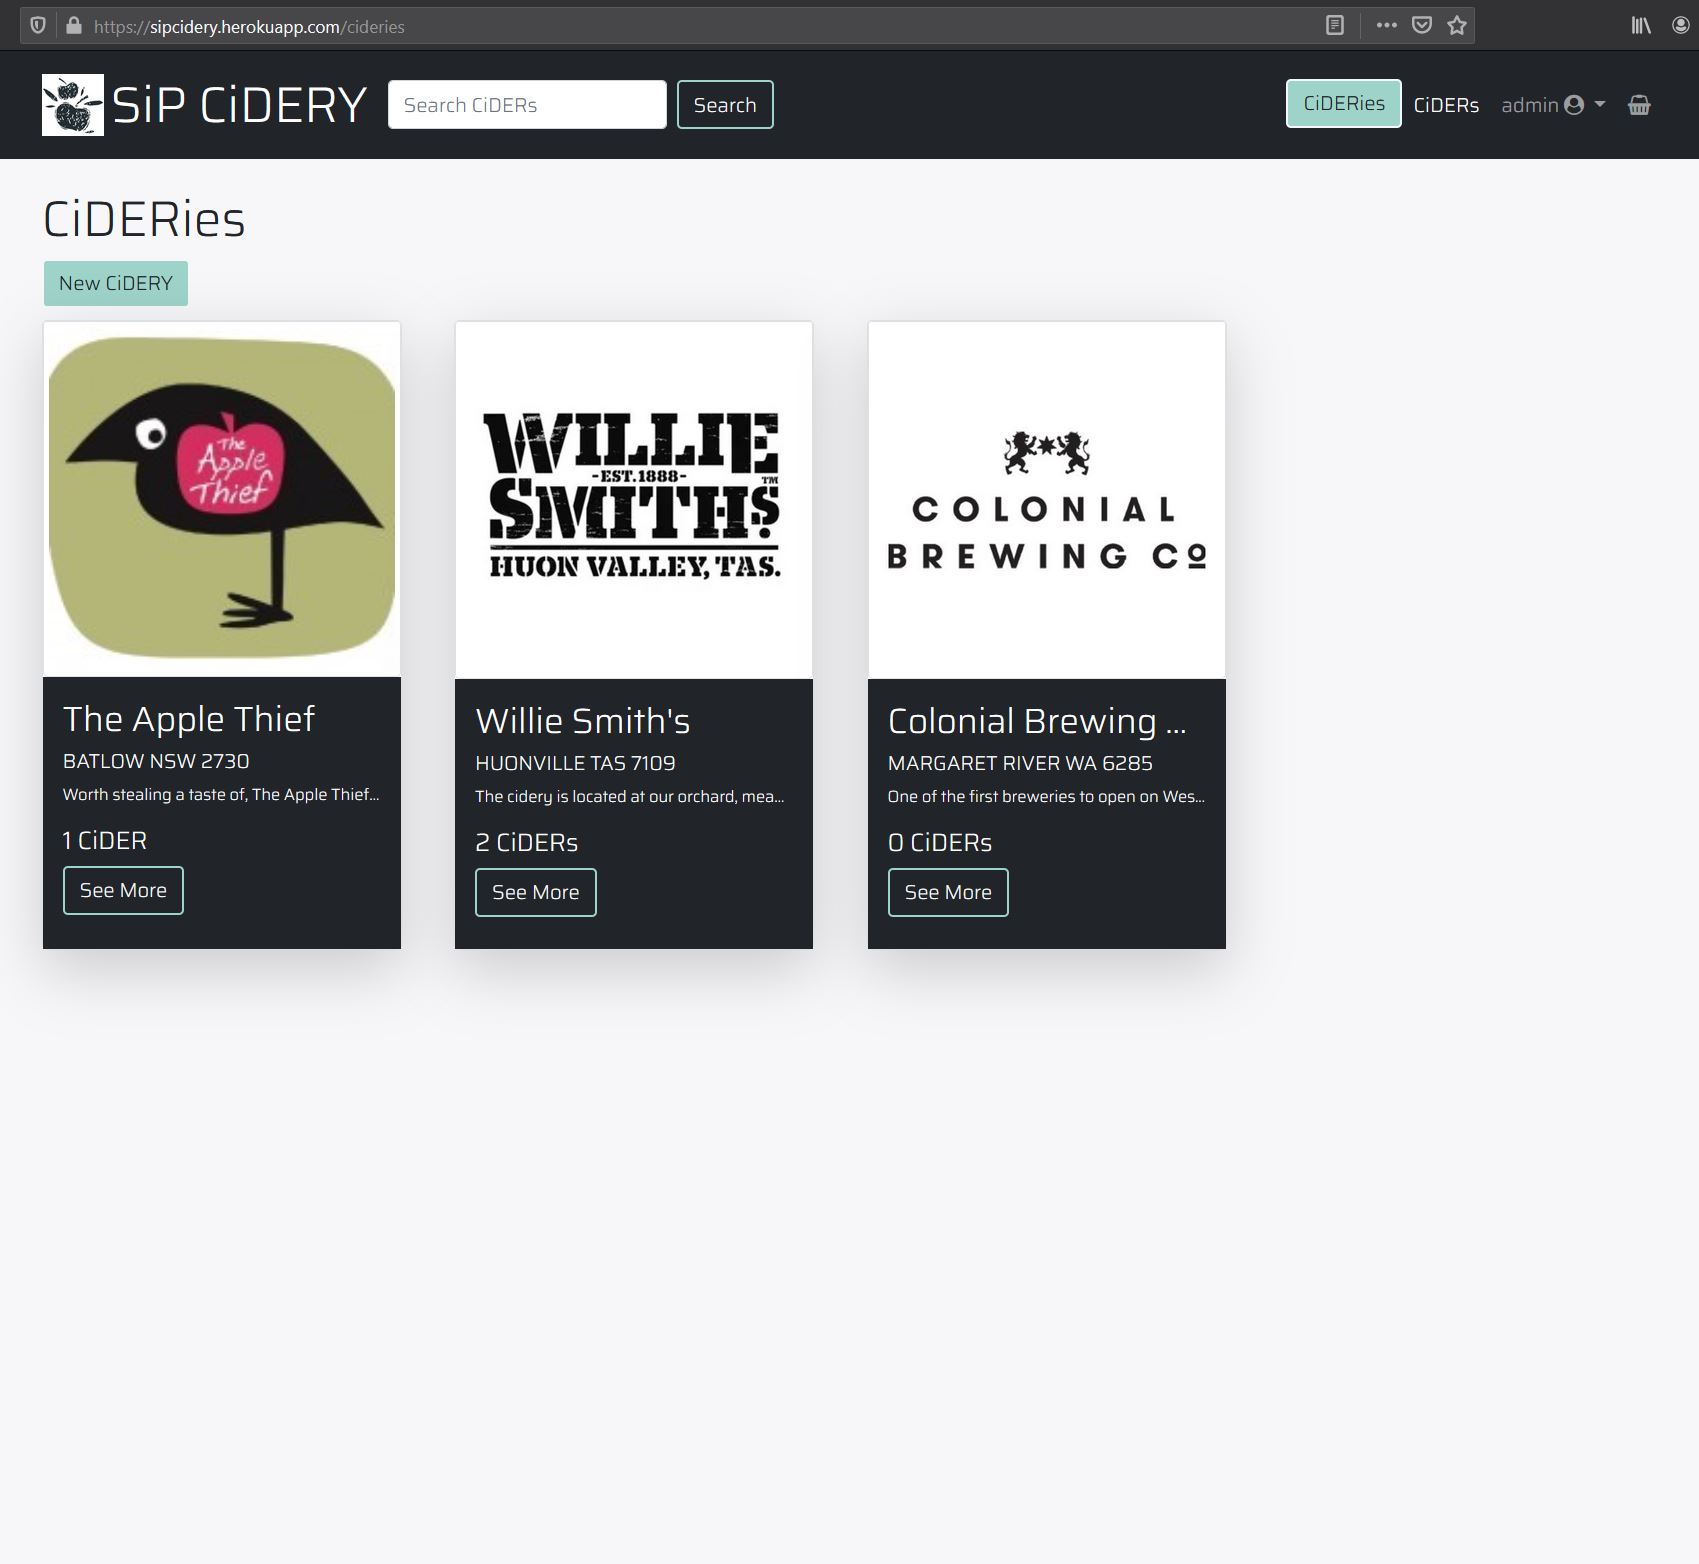 https://sipcidery.herokuapp.com/cideries
SiP CiDERY
Search CiDERs
Search
CiDERies
CiDERs
admin
CiDERies
New CiDERY
The
Apple
Thief
The Apple Thief
BATLOW NSW 2730
Worth stealing a taste of, The Apple Thief...
1 CiDER
See More
WILLIE
-EST.1888-
SMITH'S
TM
HUON VALLEY, TAS.
Willie Smith's
HUONVILLE TAS 7109
The cidery is located at our orchard, mea...
2 CiDERs
See More
COLONIAL
BREWING Co
Colonial Brewing ...
MARGARET RIVER WA 6285
One of the first breweries to open on Wes...
0 CiDERs
See More